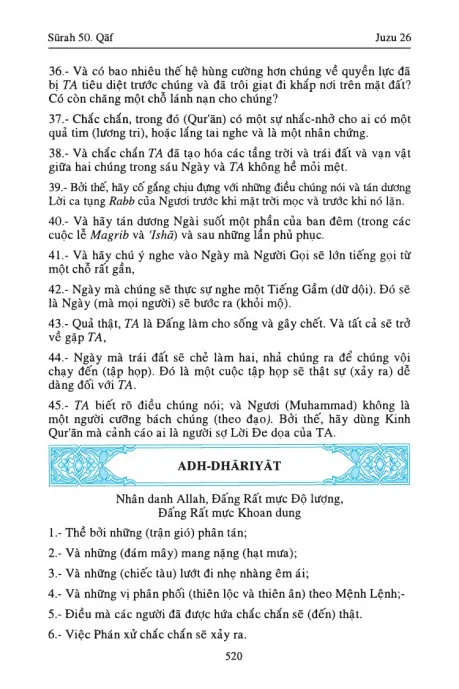 Sūrah 50. Qāf Juzu 26
36.- Và có bao nhiêu thế hệ hùng cường hơn chúng về quyền lực đã
bị TA tiêu diệt trước chúng và đã trôi giạt đi khắp nơi trên mặt đất?
Có còn chăng một chỗ lánh nạn cho chúng?
37.- Chắc chắn, trong đó (Qur'ān) có một sự nhắc-nhở cho ai có một
quả tim (lương tri), hoặc lắng tai nghe và là một nhân chứng.
38.- Và chắc chắn TA đã tạo hóa các tầng trời và trái đất và vạn vật
giữa hai chúng trong sáu Ngày và TA không hề mỏi mệt.
39.- Bởi thế, hãy cố gắng chịu đựng với những điều chúng nói và tán dương
Lời ca tụng Rabb của Ngươi trước khi mặt trời mọc và trước khi nó lặn.
40.- Và hãy tán dương Ngài suốt một phần của ban đêm (trong các
cuộc lễ Magrib và 'Ishā) và sau những lần phủ phục.
41.- Và hãy chú ý nghe vào Ngày mà Người Gọi sẽ lớn tiếng gọi từ
một chỗ rất gần,
42.- Ngày mà chúng sẽ thực sự nghe một Tiếng Gầm (dữ dội). Đó sẽ
là Ngày (mà mọi người) sẽ bước ra (khỏi mộ).
43.- Quả thật, TA là Đấng làm cho sống và gây chết. Và tất cả sẽ trở
về gặp TA,
44.- Ngày mà trái đất sẽ chẻ làm hai, nhả chúng ra để chúng vội
chạy đến (tập họp). Đó là một cuộc tập họp sẽ thật sự (xảy ra) dễ
dàng đối với TA.
45.- TA biết rõ điều chúng nói; và Ngươi (Muhammad) không là
một người cưỡng bách chúng (theo đạo). Bởi thế, hãy dùng Kinh
Qur'ān mà cảnh cáo ai là người sợ Lời Đe dọa của TA.
ADH-DHĀRIYĀT
Nhân danh Allah, Đấng Rất mực Độ lượng,
Đấng Rất mực Khoan dung
1.- Thề bởi những (trận gió) phân tán;
2.- Và những (đám mây) mang nặng (hạt mưa);
3.- Và những (chiếc tàu) lướt đi nhẹ nhàng êm ái;
4.- Và những vị phân phối (thiên lộc và thiên ân) theo Mệnh Lệnh;-
5.- Điều mà các người đã được hứa chắc chắn sẽ (đến) thật.
6.- Việc Phán xử chắc chắn sẽ xảy ra.
520